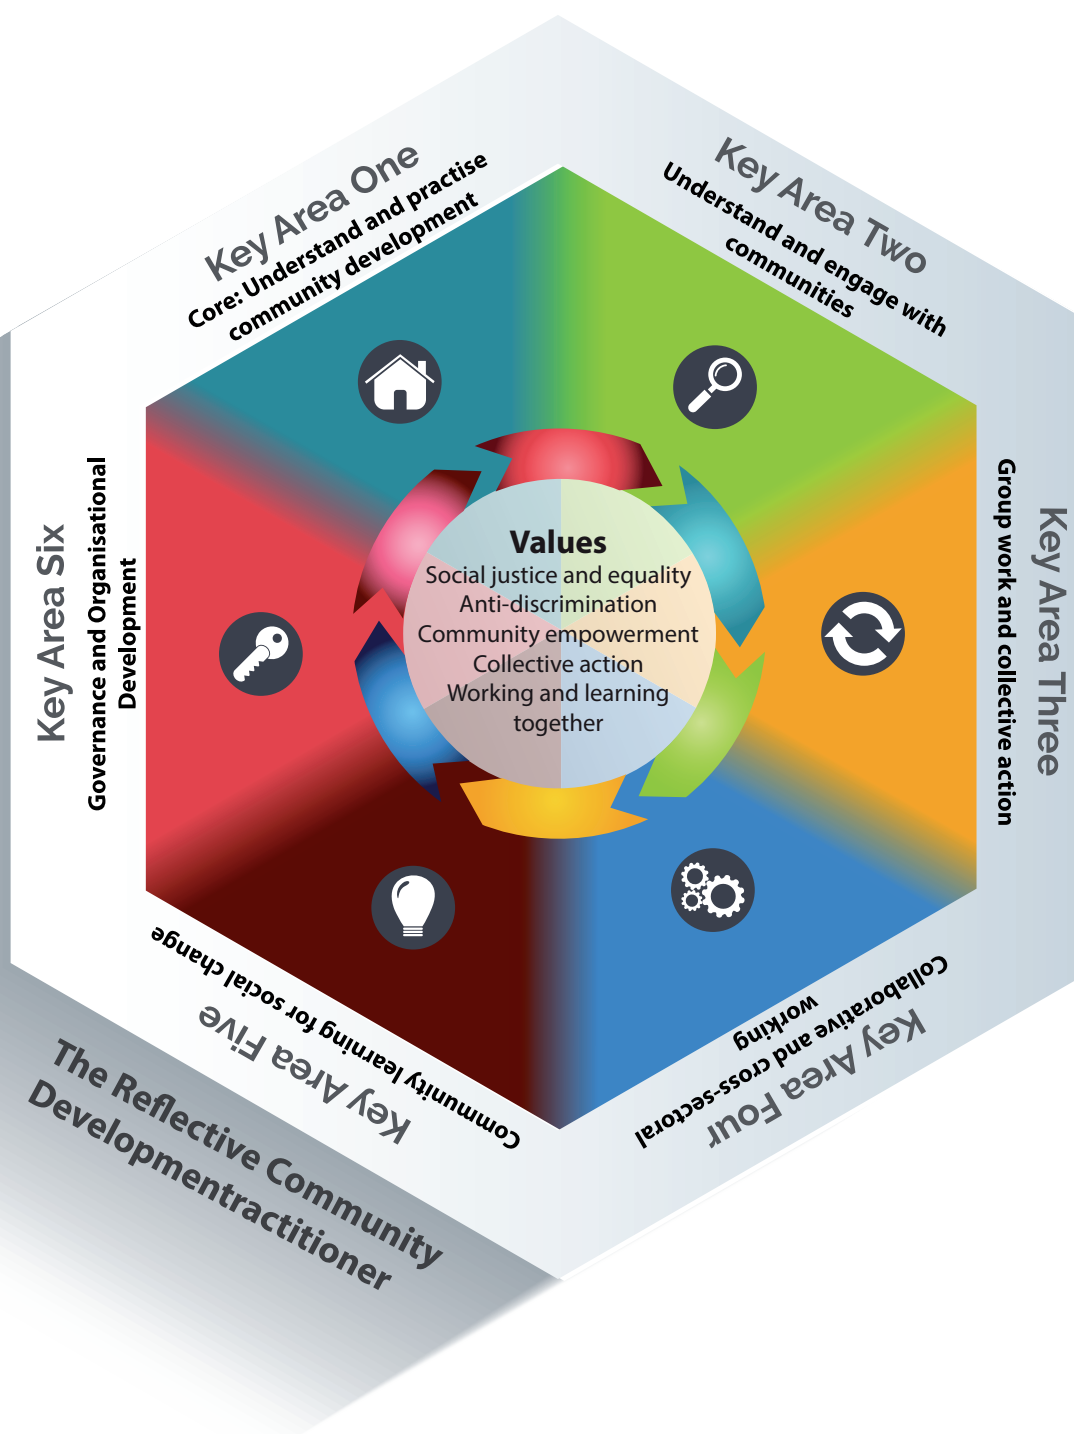 Key Area One
Core: Understand and practise
community development
Key Area Two
Understand and engage with
communities
Key Area Three
Group work and collective action
Key Area Four
Collaborative and cross-sectoral
working
Key Area Five
Community learning for social change
Key Area Six
Governance and Organisational
Development
Values
Social justice and equality
Anti-discrimination
Community empowerment
Collective action
Working and learning
together
The Reflective Community
Developmentractitioner